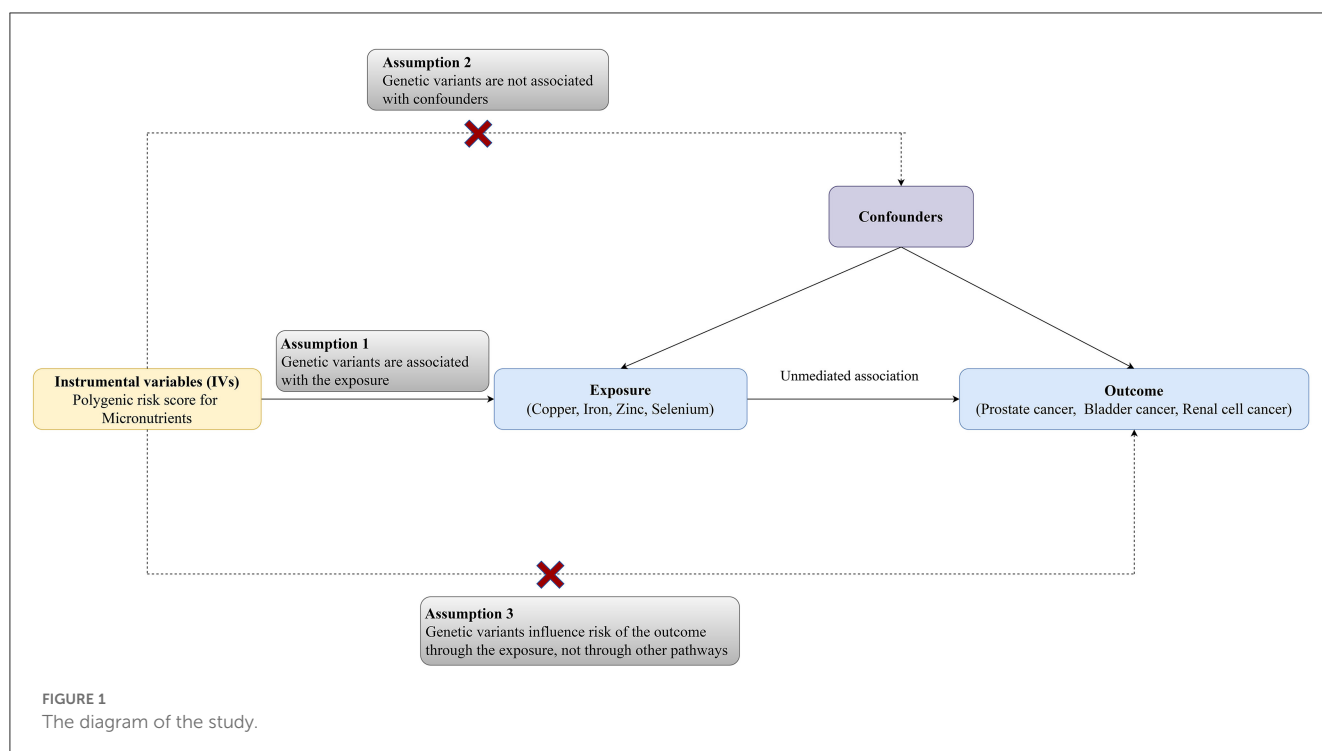 Assumption 2
Genetic variants are not associated
with confounders
Confounders
Assumption 1
Genetic variants are associated
with the exposure
Instrumental variables (IVs)
Polygenic risk score for
Micronutrients
Exposure
(Copper, Iron, Zinc, Selenium)
Unmediated association
Outcome
(Prostate cancer, Bladder cancer, Renal cell cancer)
Assumption 3
Genetic variants influence risk of the outcome
through the exposure, not through other pathways
FIGURE 1
The diagram of the study.